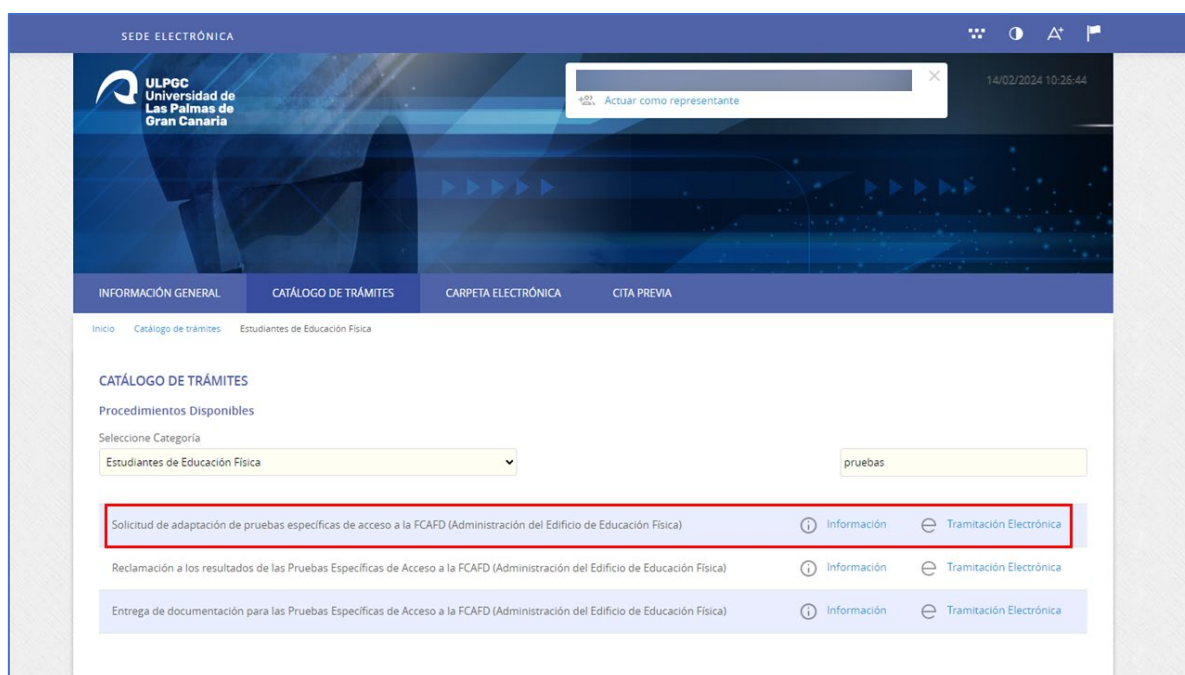 SEDE ELECTRÓNICA
A+
ULPGC
Universidad de
Las Palmas de
Gran Canaria
Actuar como representante
14/02/2024 10:26:44
INFORMACIÓN GENERAL CATÁLOGO DE TRÁMITES CARPETA ELECTRÓNICA CITA PREVIA
Inicio Catálogo de trámites Estudiantes de Educación Física
CATÁLOGO DE TRÁMITES
Procedimientos Disponibles
Seleccione Categoría
Estudiantes de Educación Física pruebas
Solicitud de adaptación de pruebas específicas de acceso a la FCAFD (Administración del Edificio de Educación Física) Información Tramitación Electrónica
Reclamación a los resultados de las Pruebas Específicas de Acceso a la FCAFD (Administración del Edificio de Educación Física) Información Tramitación Electrónica
Entrega de documentación para las Pruebas Específicas de Acceso a la FCAFD (Administración del Edificio de Educación Física) Información Tramitación Electrónica